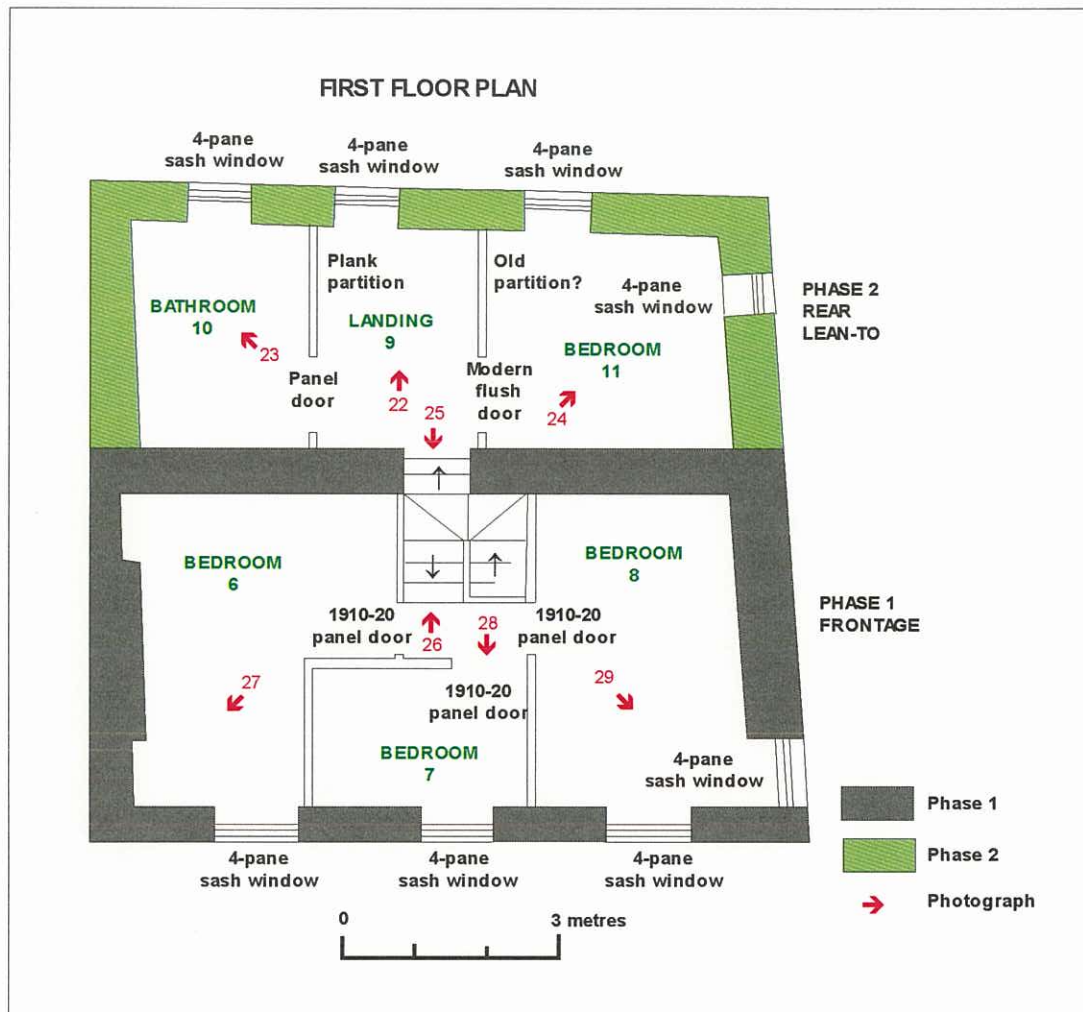 FIRST FLOOR PLAN
4-pane
sash window
4-pane
sash window
4-pane
sash window
Plank
partition
Old
partition?
4-pane
sash window
BATHROOM
10
LANDING
9
BEDROOM
11
PHASE 2
REAR
LEAN-TO
23
Panel
door
22
25
Modern
flush
door
24
BEDROOM
6
BEDROOM
8
PHASE 1
FRONTAGE
1910-20
panel door
26
28
1910-20
panel door
27
1910-20
panel door
29
BEDROOM
7
4-pane
sash window
4-pane
sash window
4-pane
sash window
4-pane
sash window
Phase 1
Phase 2
Photograph
0
3 metres